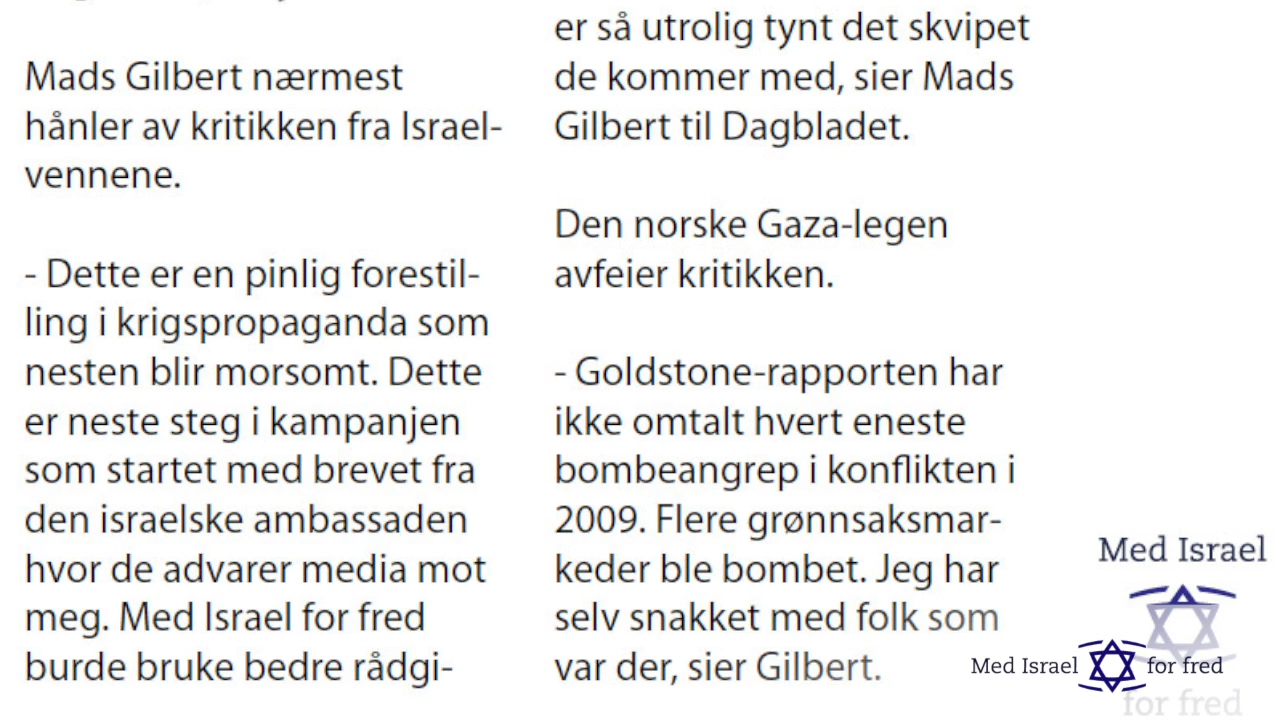 Mads Gilbert nærmest
hånler av kritikken fra Israel-
vennene.
- Dette er en pinlig forestil-
ling i krigspropaganda som
nesten blir morsomt. Dette
er neste steg i kampanjen
som startet med brevet fra
den israelske ambassaden
hvor de advarer media mot
meg. Med Israel for fred
burde bruke bedre rådgi-
er så utrolig tynt det skvipet
de kommer med, sier Mads
Gilbert til Dagbladet.
Den norske Gaza-legen
avfeier kritikken.
- Goldstone-rapporten har
ikke omtalt hvert eneste
bombeangrep i konflikten i
2009. Flere grønnsaksmar-
keder ble bombet. Jeg har
selv snakket med folk som
var der, sier Gilbert.
Med Israel
for fred
Med Israel for fred